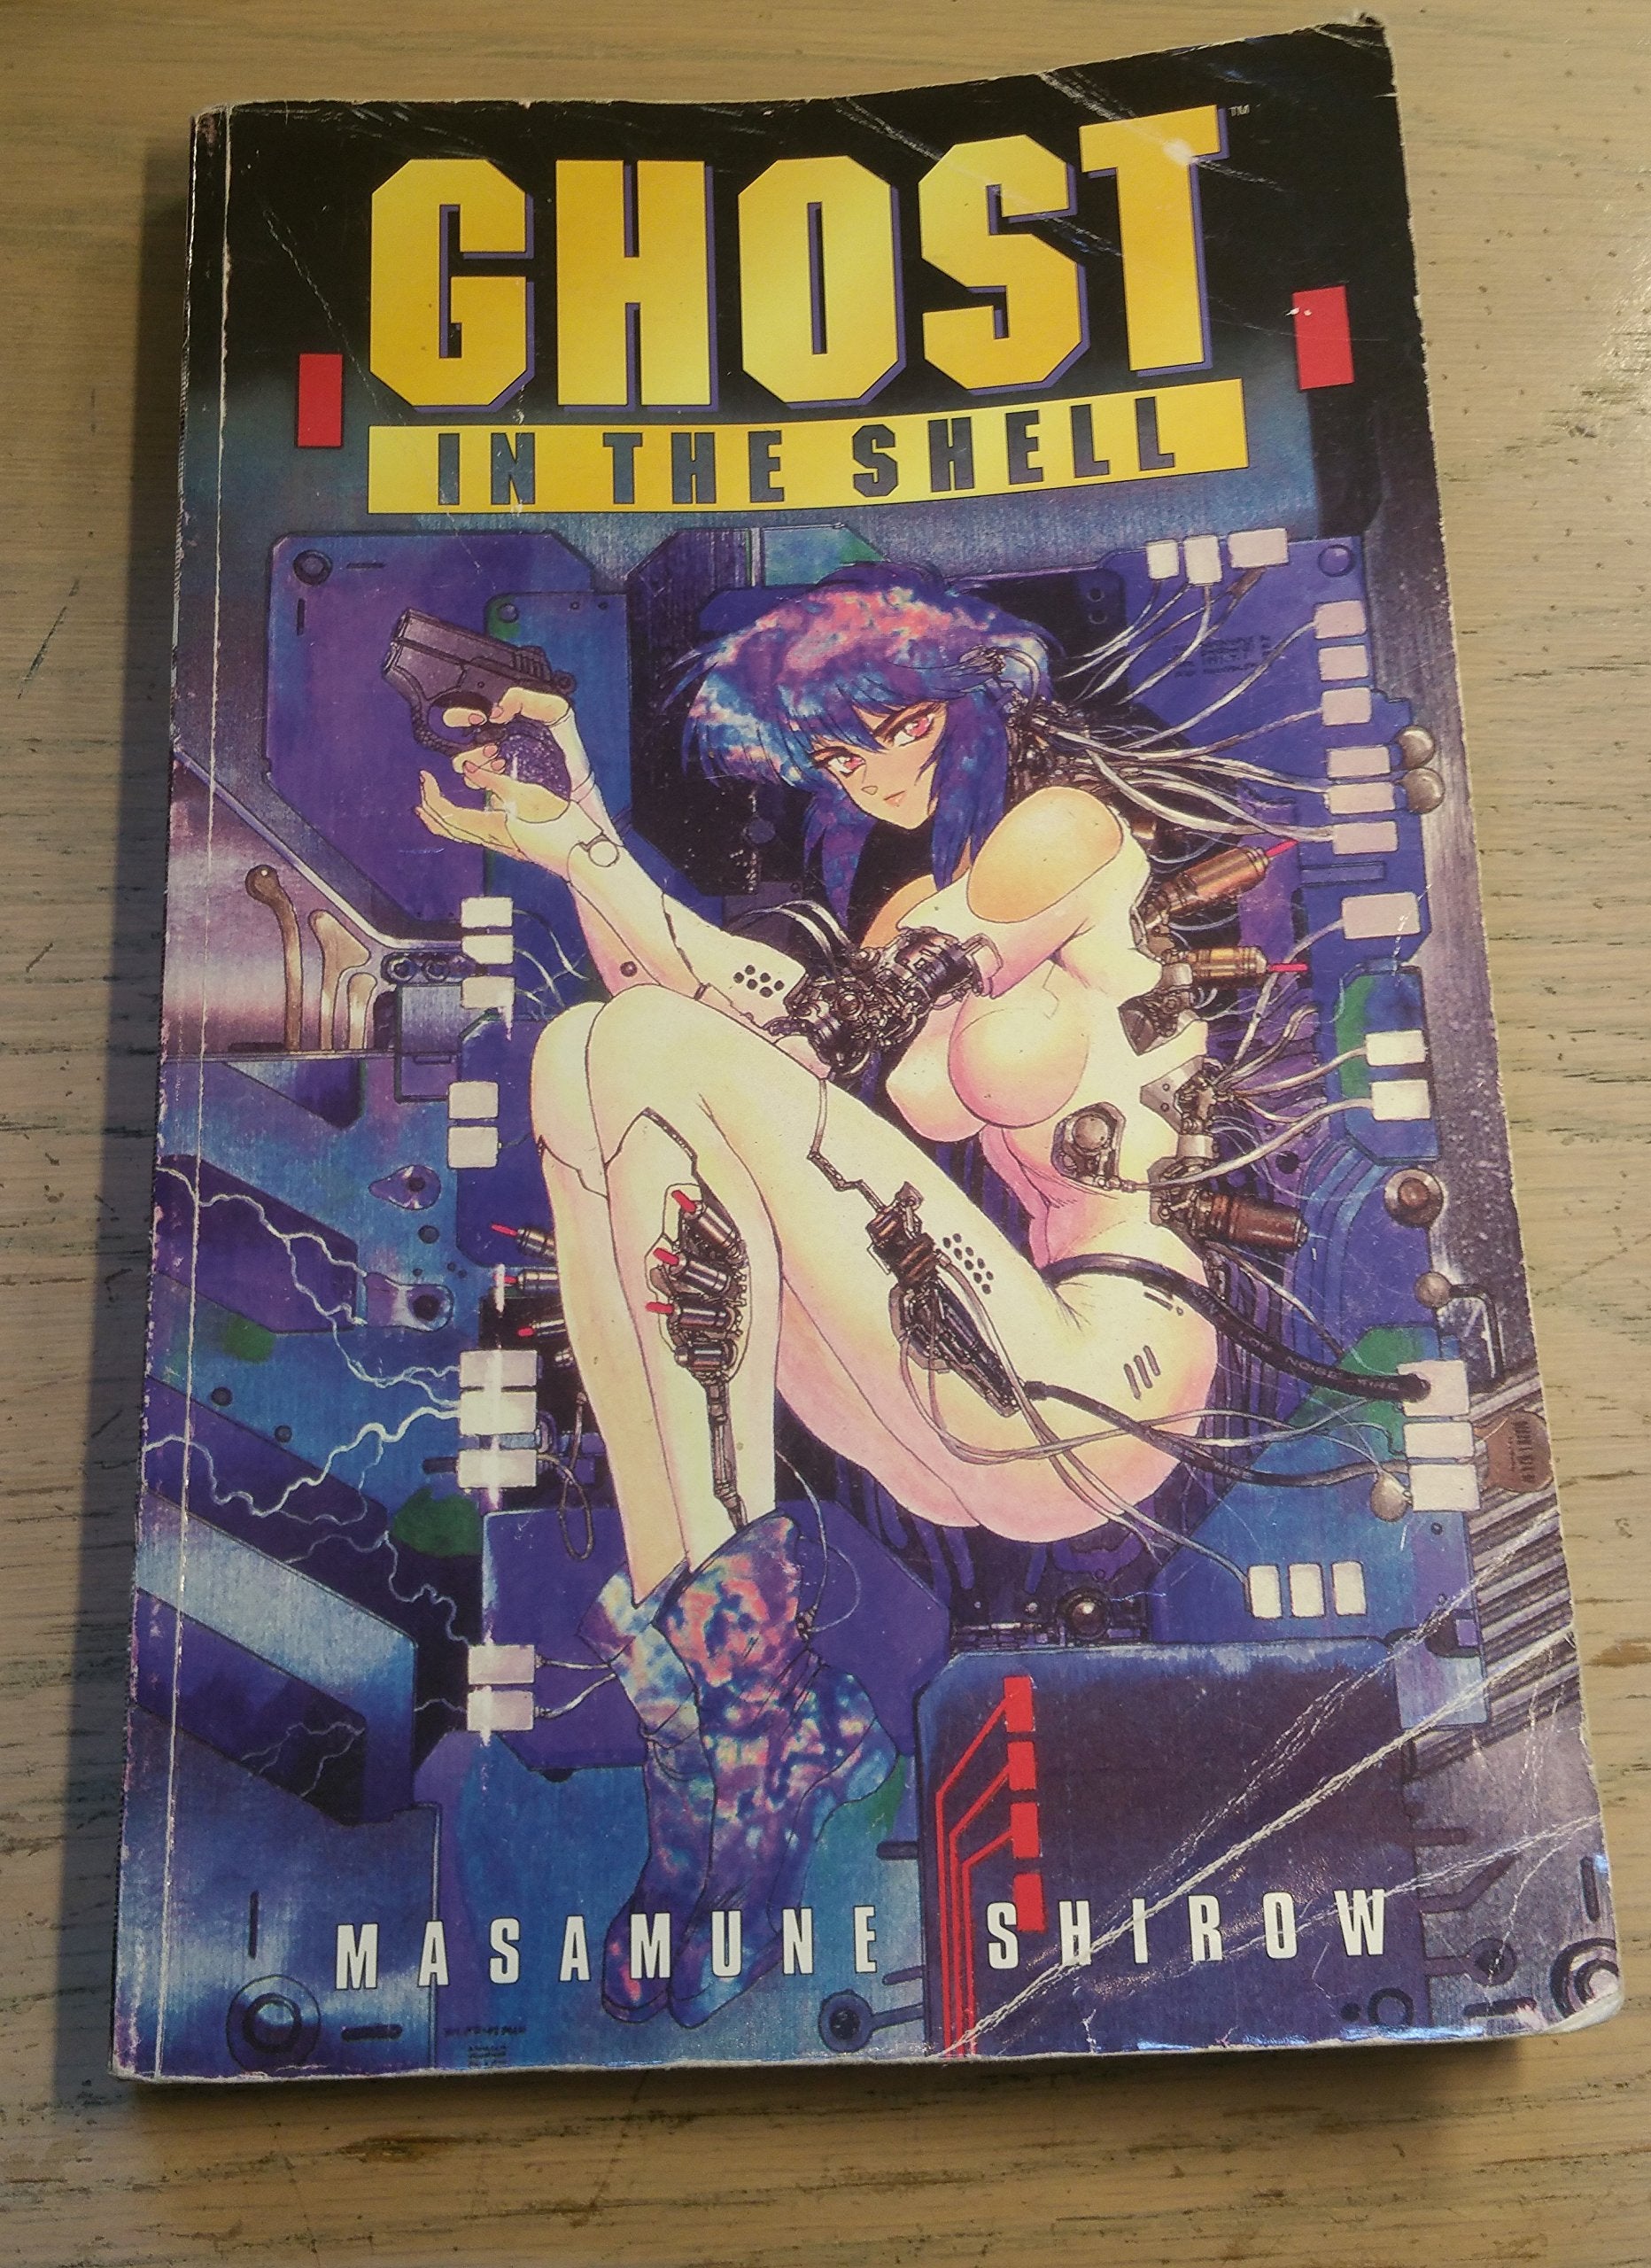 GHOST™
IN THE SHELL
MASAMUNE SHIROW